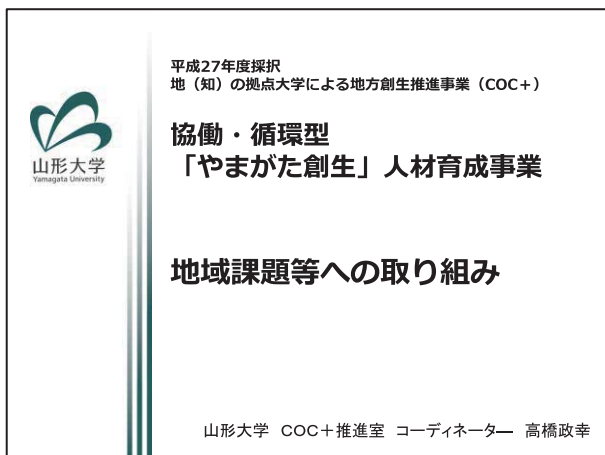 平成27年度採択
地（知）の拠点大学による地方創生推進事業（COC+）
協働・循環型
「やまがた創生」人材育成事業
山形大学
Yamagata University
地域課題等への取り組み
山形大学　COC+推進室　コーディネーター　高橋政幸